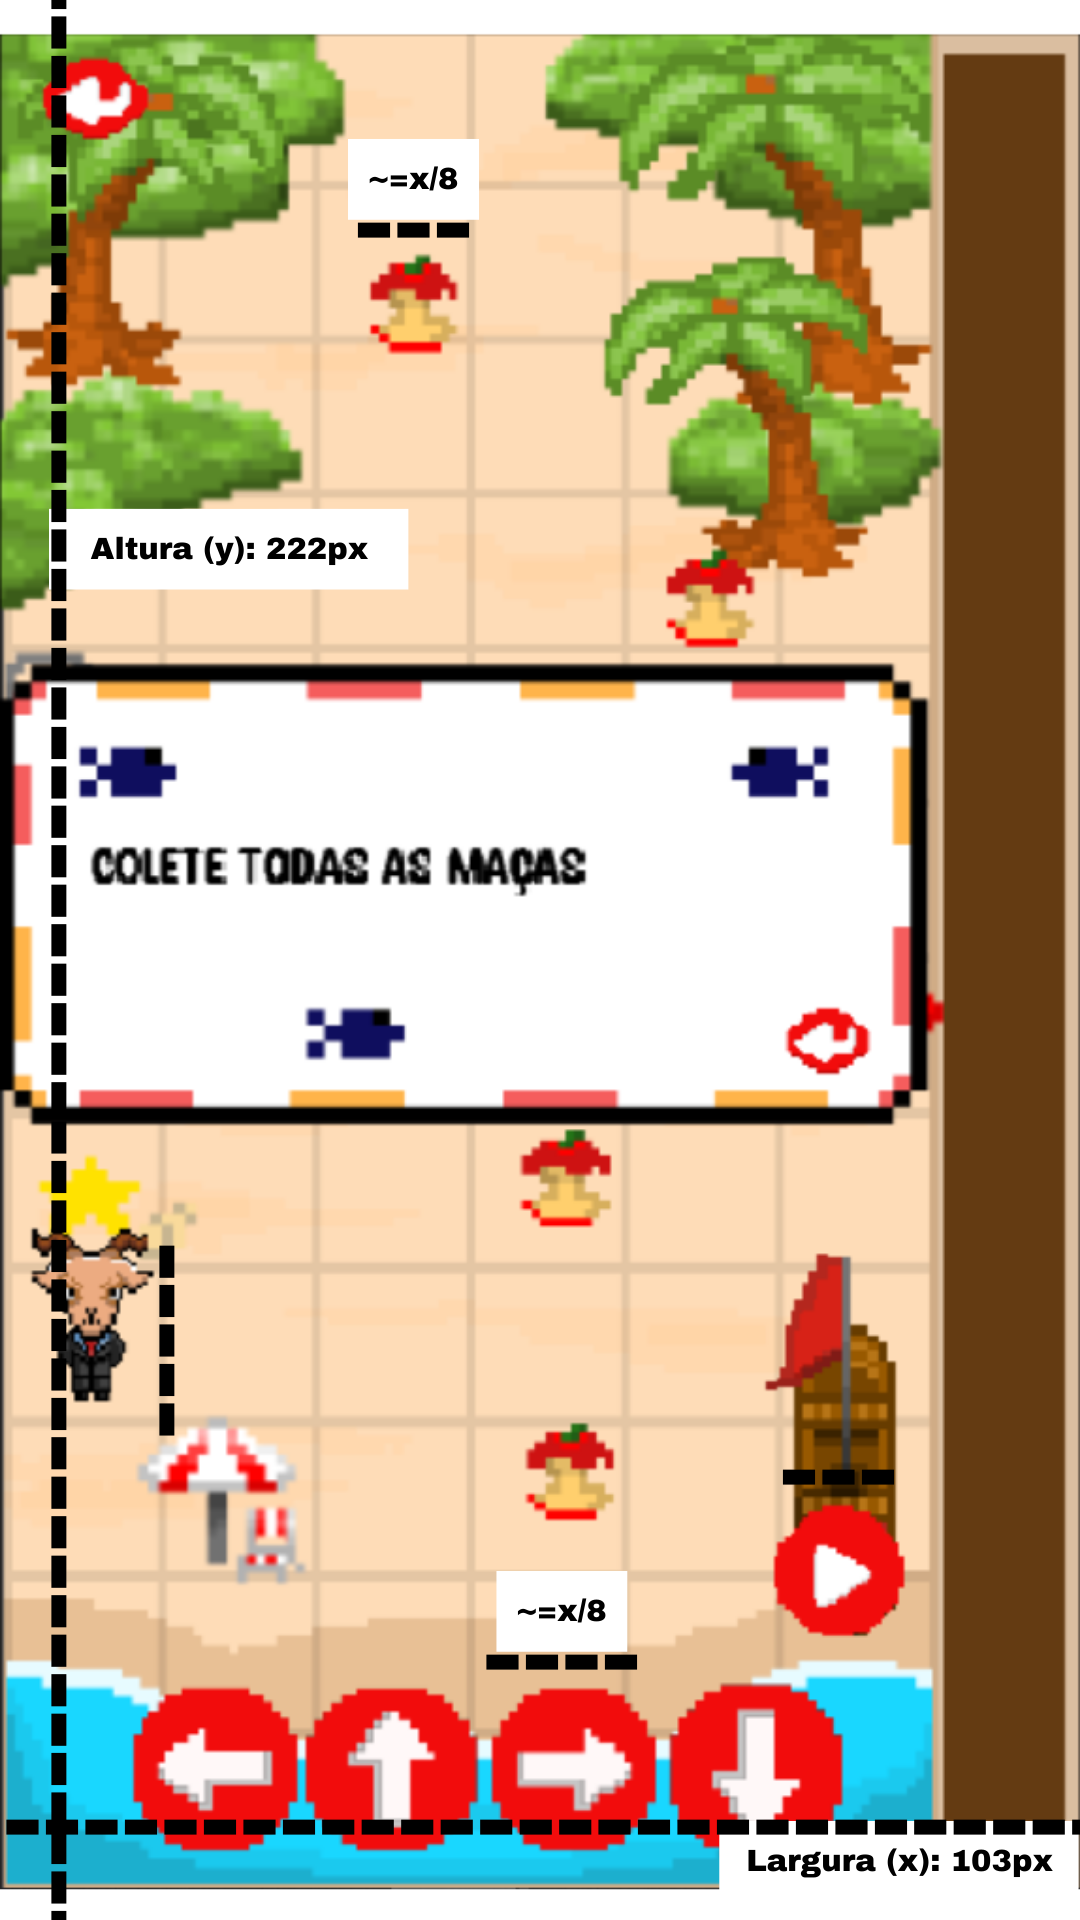 ~=x/8
Altura (y): 222px
COLETE TODAS AS MAÇAS
~=x/8
Largura (x): 103px